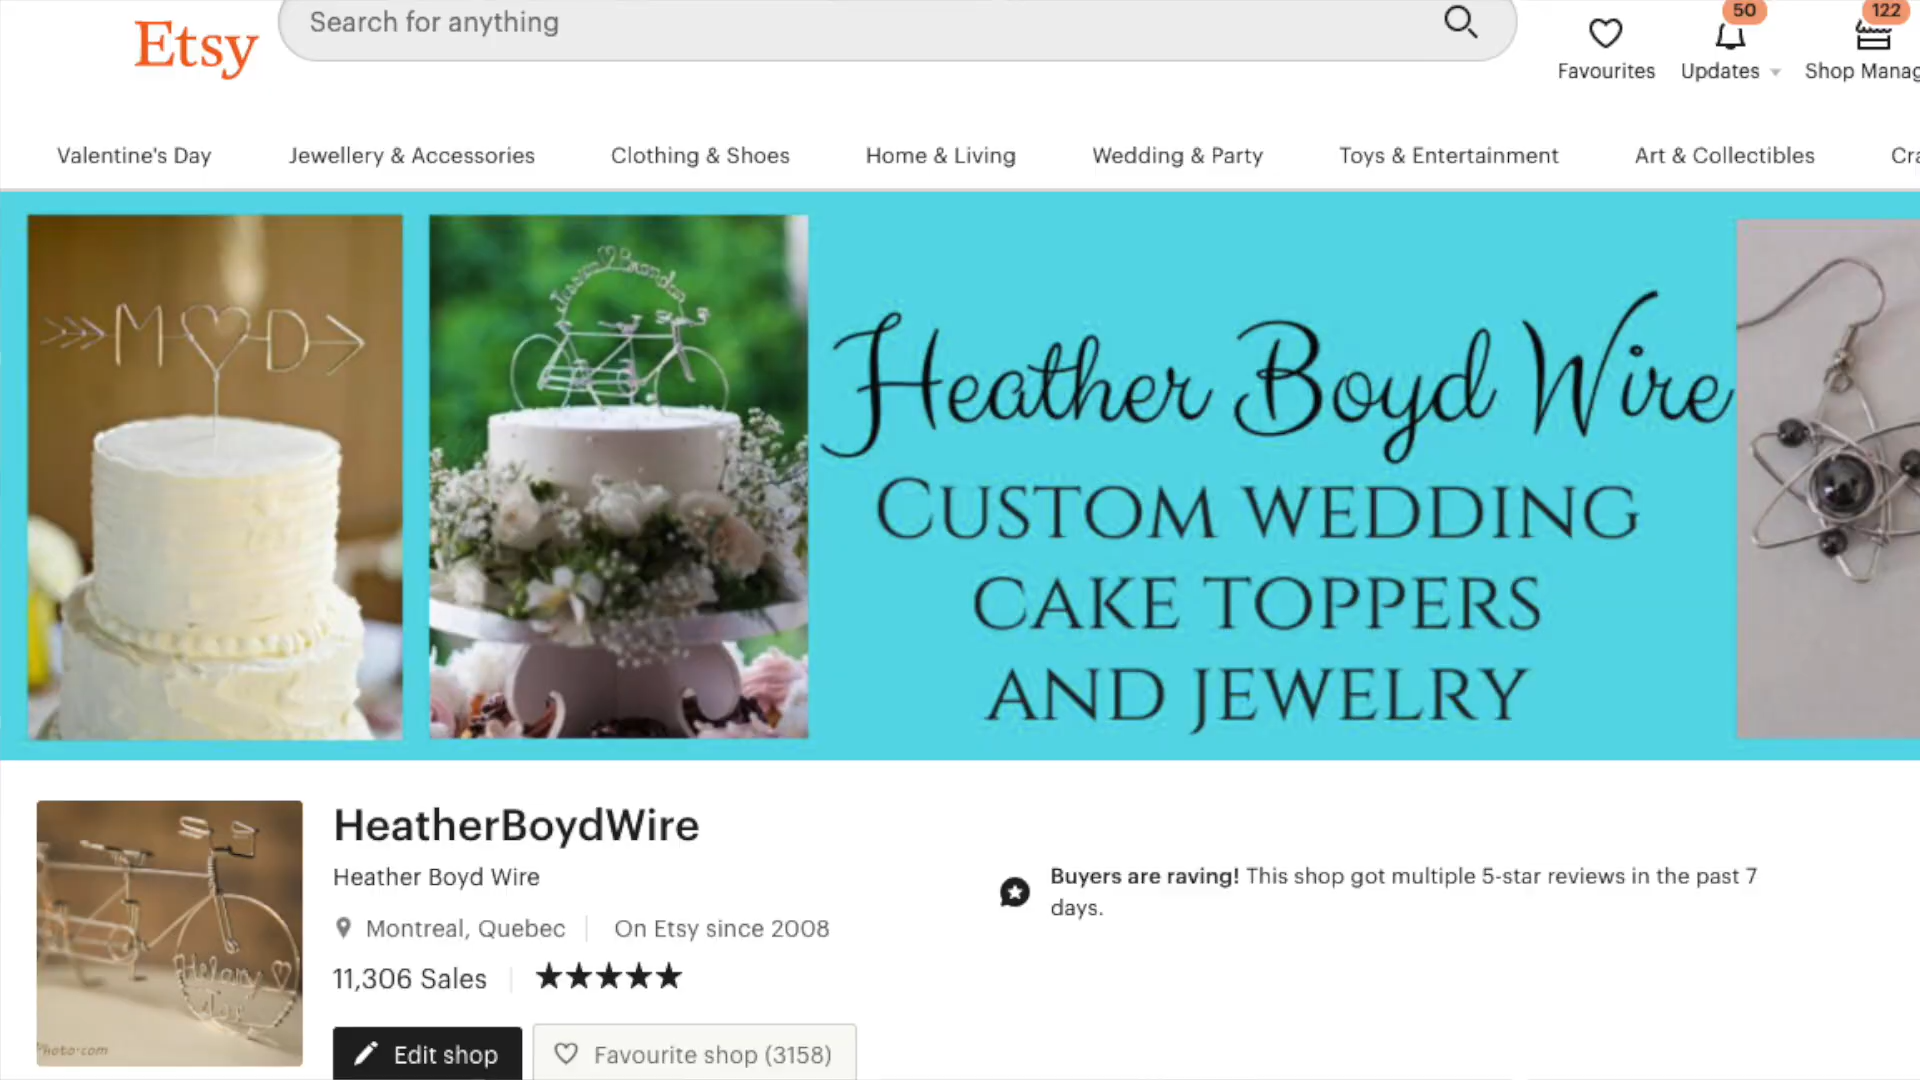 Etsy
Search for anything
50
122
Favourites
Updates
Shop Manag
Valentine's Day
Jewellery & Accessories
Clothing & Shoes
Home & Living
Wedding & Party
Toys & Entertainment
Art & Collectibles
Cra
M D
Jessica Brandon
Heather Boyd Wire
CUSTOM WEDDING
CAKE TOPPERS
AND JEWELRY
HeatherBoydWire
Heather Boyd Wire
Montreal, Quebec
On Etsy since 2008
11,306 Sales
Buyers are raving! This shop got multiple 5-star reviews in the past 7
days.
Edit shop
Favourite shop (3158)